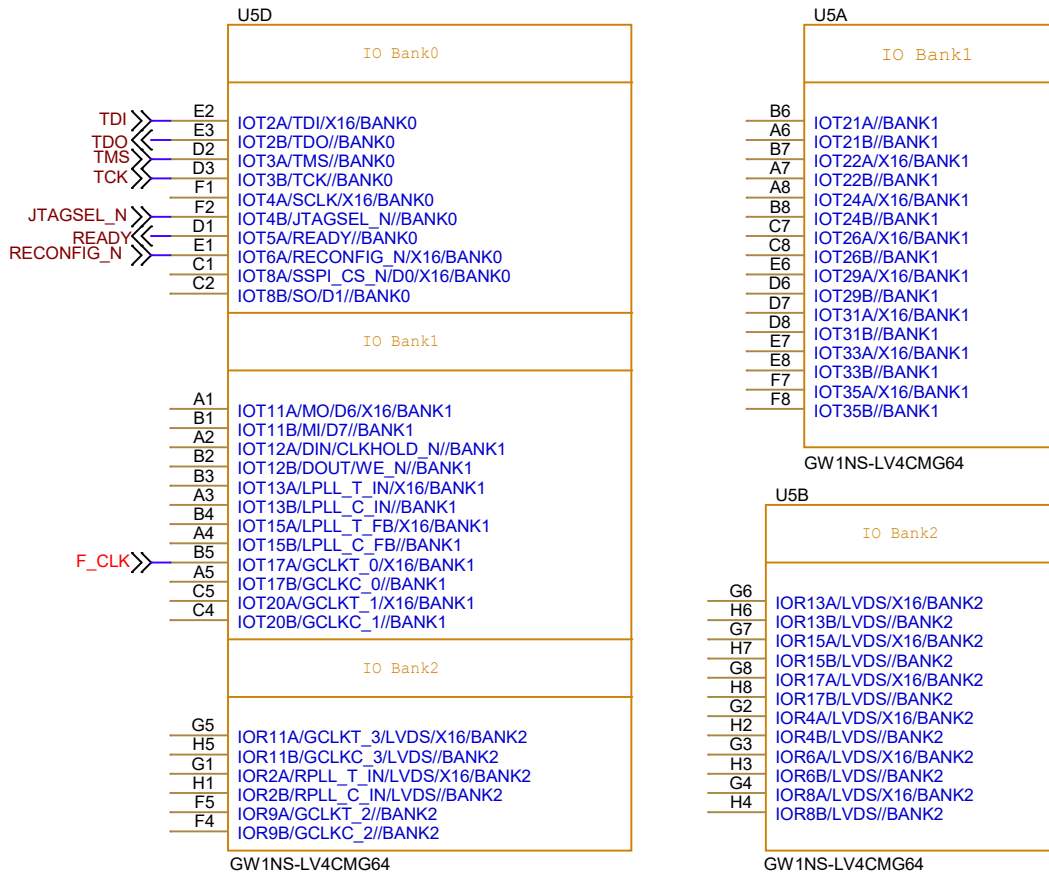 U5D
IO Bank0
TDI E2 IOT2A/TDI/X16/BANK0
TDO E3 IOT2B/TDO//BANK0
TMS D2 IOT3A/TMS//BANK0
TCK D3 IOT3B/TCK//BANK0
F1 IOT4A/SCLK/X16/BANK0
JTAGSEL_N F2 IOT4B/JTAGSEL_N//BANK0
READY D1 IOT5A/READY//BANK0
RECONFIG_N E1 IOT6A/RECONFIG_N/X16/BANK0
C1 IOT8A/SSPI_CS_N/D0/X16/BANK0
C2 IOT8B/SO/D1//BANK0
IO Bank1
A1 IOT11A/MO/D6/X16/BANK1
B1 IOT11B/MI/D7//BANK1
A2 IOT12A/DIN/CLKHOLD_N//BANK1
B2 IOT12B/DOUT/WE_N//BANK1
B3 IOT13A/LPLL_T_IN/X16/BANK1
A3 IOT13B/LPLL_C_IN//BANK1
B4 IOT15A/LPLL_T_FB/X16/BANK1
A4 IOT15B/LPLL_C_FB//BANK1
F_CLK B5 IOT17A/GCLKT_0/X16/BANK1
A5 IOT17B/GCLKC_0//BANK1
C5 IOT20A/GCLKT_1/X16/BANK1
C4 IOT20B/GCLKC_1//BANK1
IO Bank2
G5 IOR11A/GCLKT_3/LVDS/X16/BANK2
H5 IOR11B/GCLKC_3/LVDS//BANK2
G1 IOR2A/RPLL_T_IN/LVDS/X16/BANK2
H1 IOR2B/RPLL_C_IN/LVDS//BANK2
F5 IOR9A/GCLKT_2//BANK2
F4 IOR9B/GCLKC_2//BANK2
GW1NS-LV4CMG64
U5A
IO Bank1
B6 IOT21A//BANK1
A6 IOT21B//BANK1
B7 IOT22A/X16/BANK1
A7 IOT22B//BANK1
A8 IOT24A/X16/BANK1
B8 IOT24B//BANK1
C7 IOT26A/X16/BANK1
C8 IOT26B//BANK1
E6 IOT29A/X16/BANK1
D6 IOT29B//BANK1
D7 IOT31A/X16/BANK1
D8 IOT31B//BANK1
E7 IOT33A/X16/BANK1
E8 IOT33B//BANK1
F7 IOT35A/X16/BANK1
F8 IOT35B//BANK1
GW1NS-LV4CMG64
U5B
IO Bank2
G6 IOR13A/LVDS/X16/BANK2
H6 IOR13B/LVDS//BANK2
G7 IOR15A/LVDS/X16/BANK2
H7 IOR15B/LVDS//BANK2
G8 IOR17A/LVDS/X16/BANK2
H8 IOR17B/LVDS//BANK2
G2 IOR4A/LVDS/X16/BANK2
H2 IOR4B/LVDS//BANK2
G3 IOR6A/LVDS/X16/BANK2
H3 IOR6B/LVDS//BANK2
G4 IOR8A/LVDS/X16/BANK2
H4 IOR8B/LVDS//BANK2
GW1NS-LV4CMG64